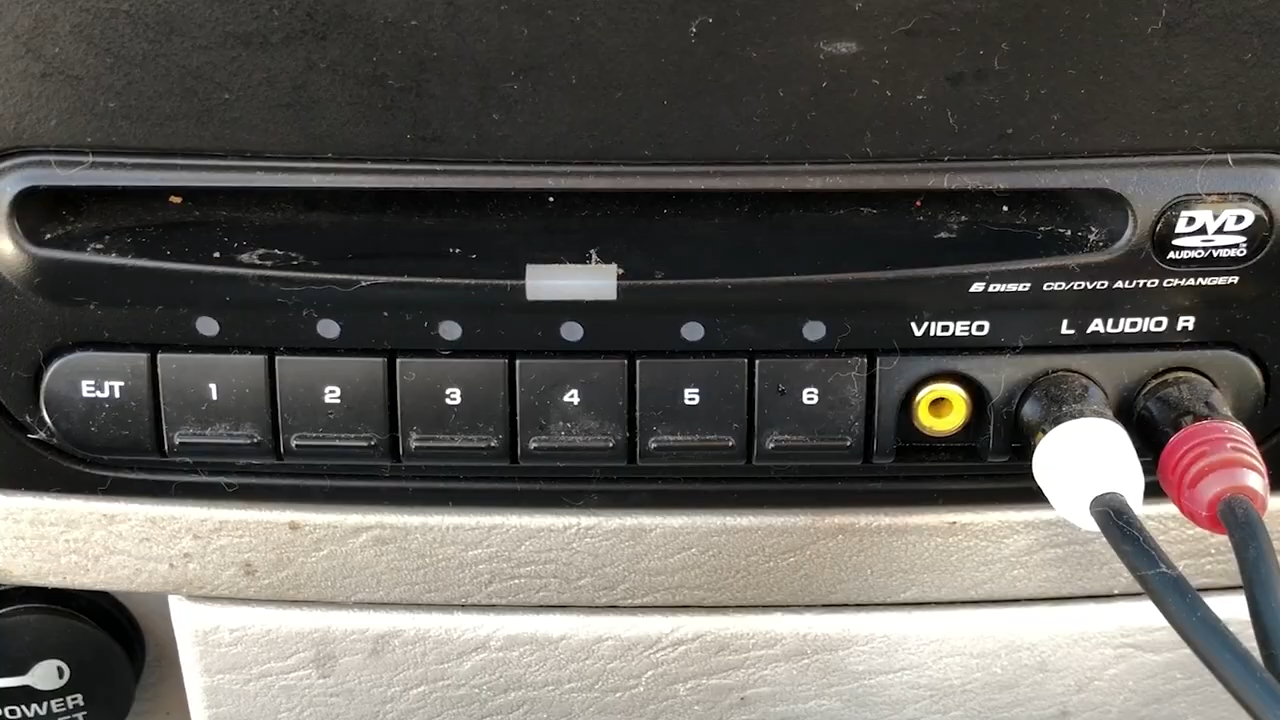 DVD
AUDIO/VIDEO
6 DISC CD/DVD AUTO CHANGER
VIDEO L AUDIO R
EJT 1 2 3 4 5 6
POWER